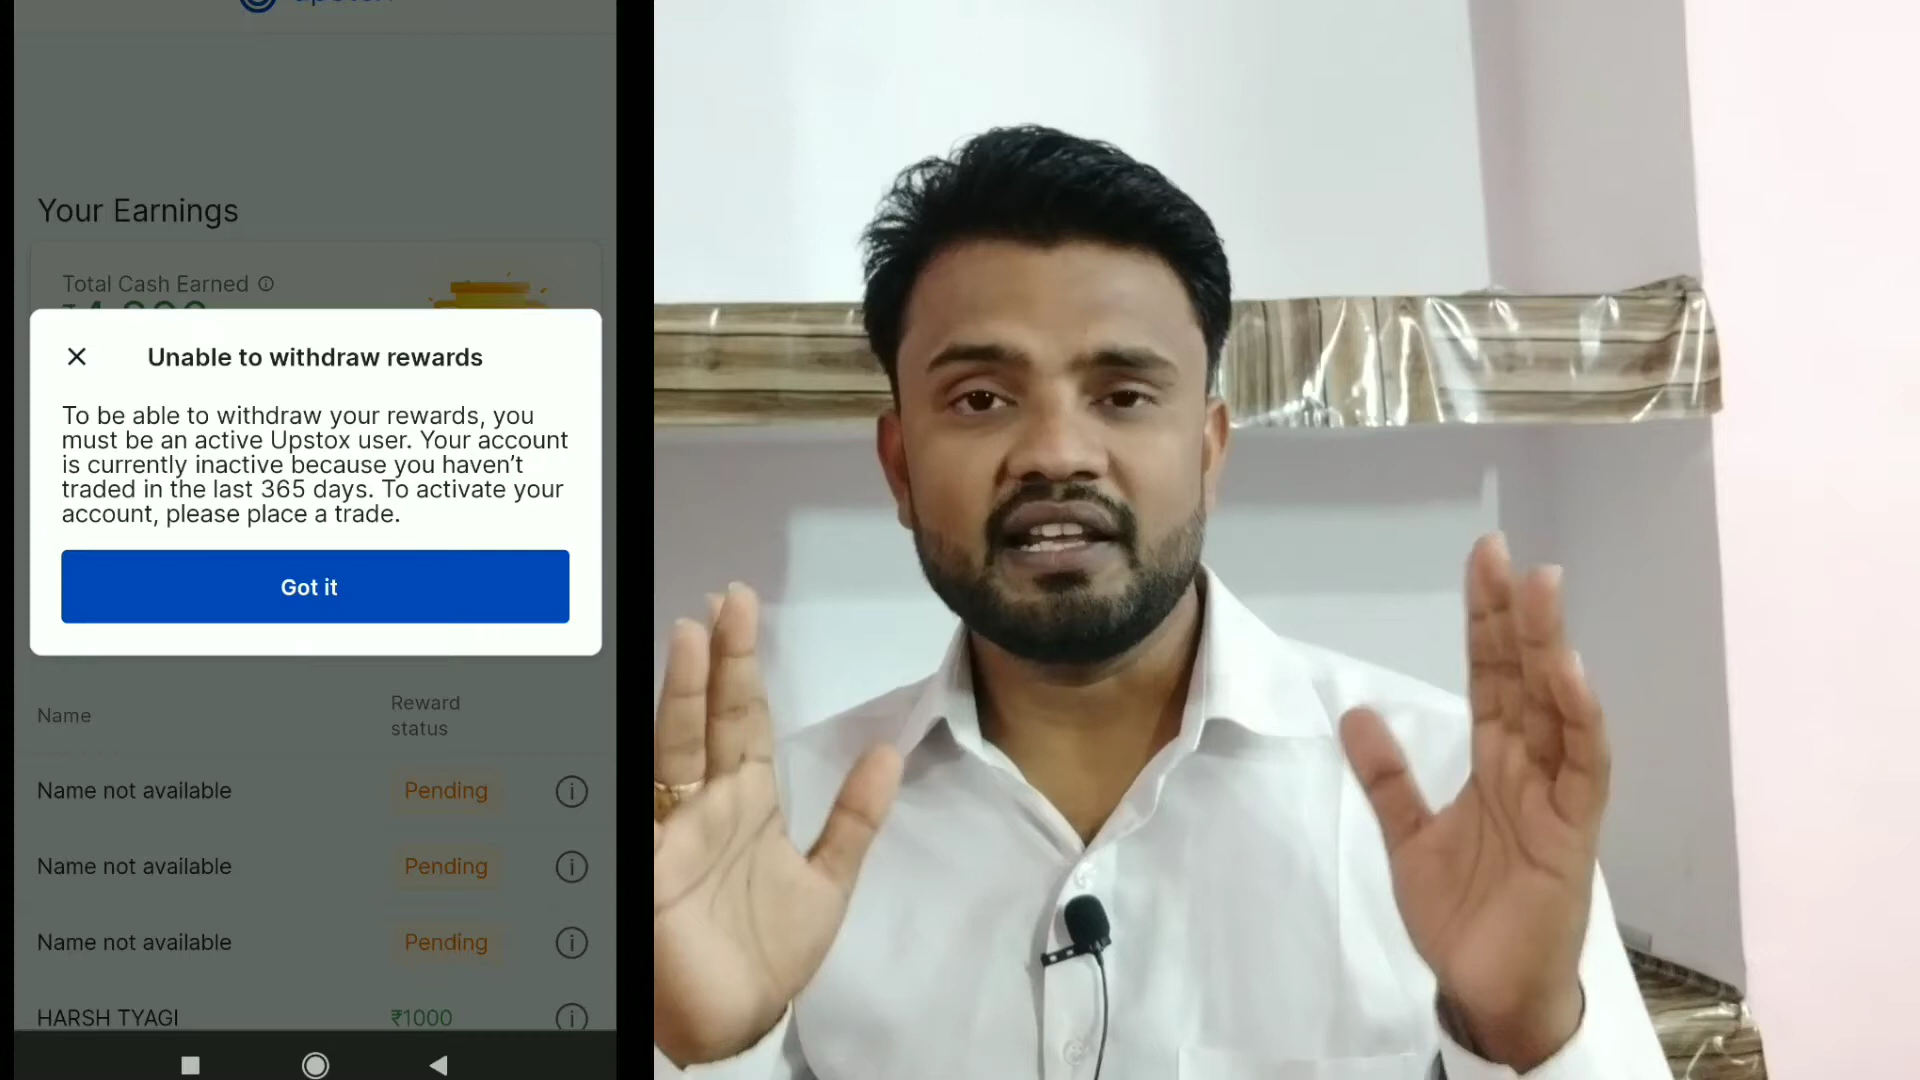 Your Earnings
Total Cash Earned
Unable to withdraw rewards
To be able to withdraw your rewards, you
must be an active Upstox user. Your account
is currently inactive because you haven’t
traded in the last 365 days. To activate your
account, please place a trade.
Got it
Name
Reward
status
Name not available
Pending
Name not available
Pending
Name not available
Pending
HARSH TYAGI
₹1000